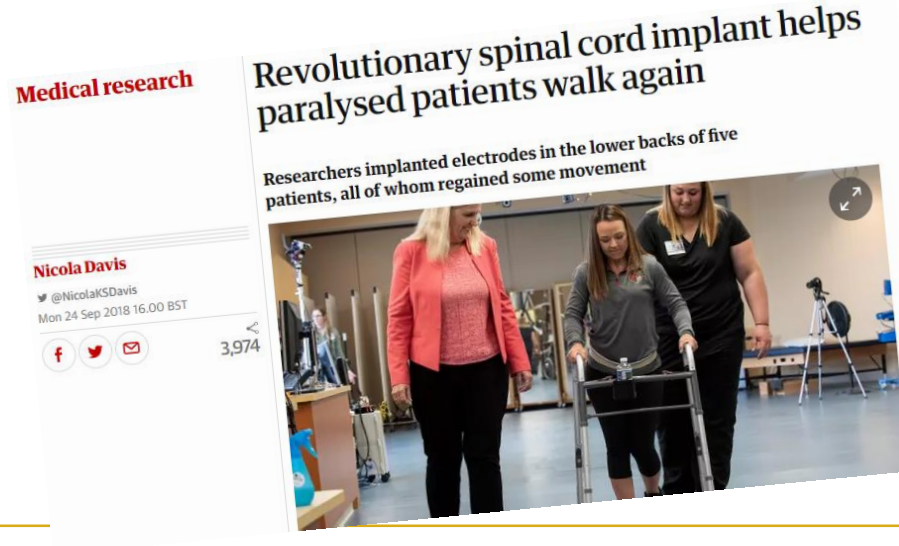 Medical research
Revolutionary spinal cord implant helps
paralysed patients walk again
Researchers implanted electrodes in the lower backs of five
patients, all of whom regained some movement
Nicola Davis
@NicolaKSDavis
Mon 24 Sep 2018 16.00 BST
3,974